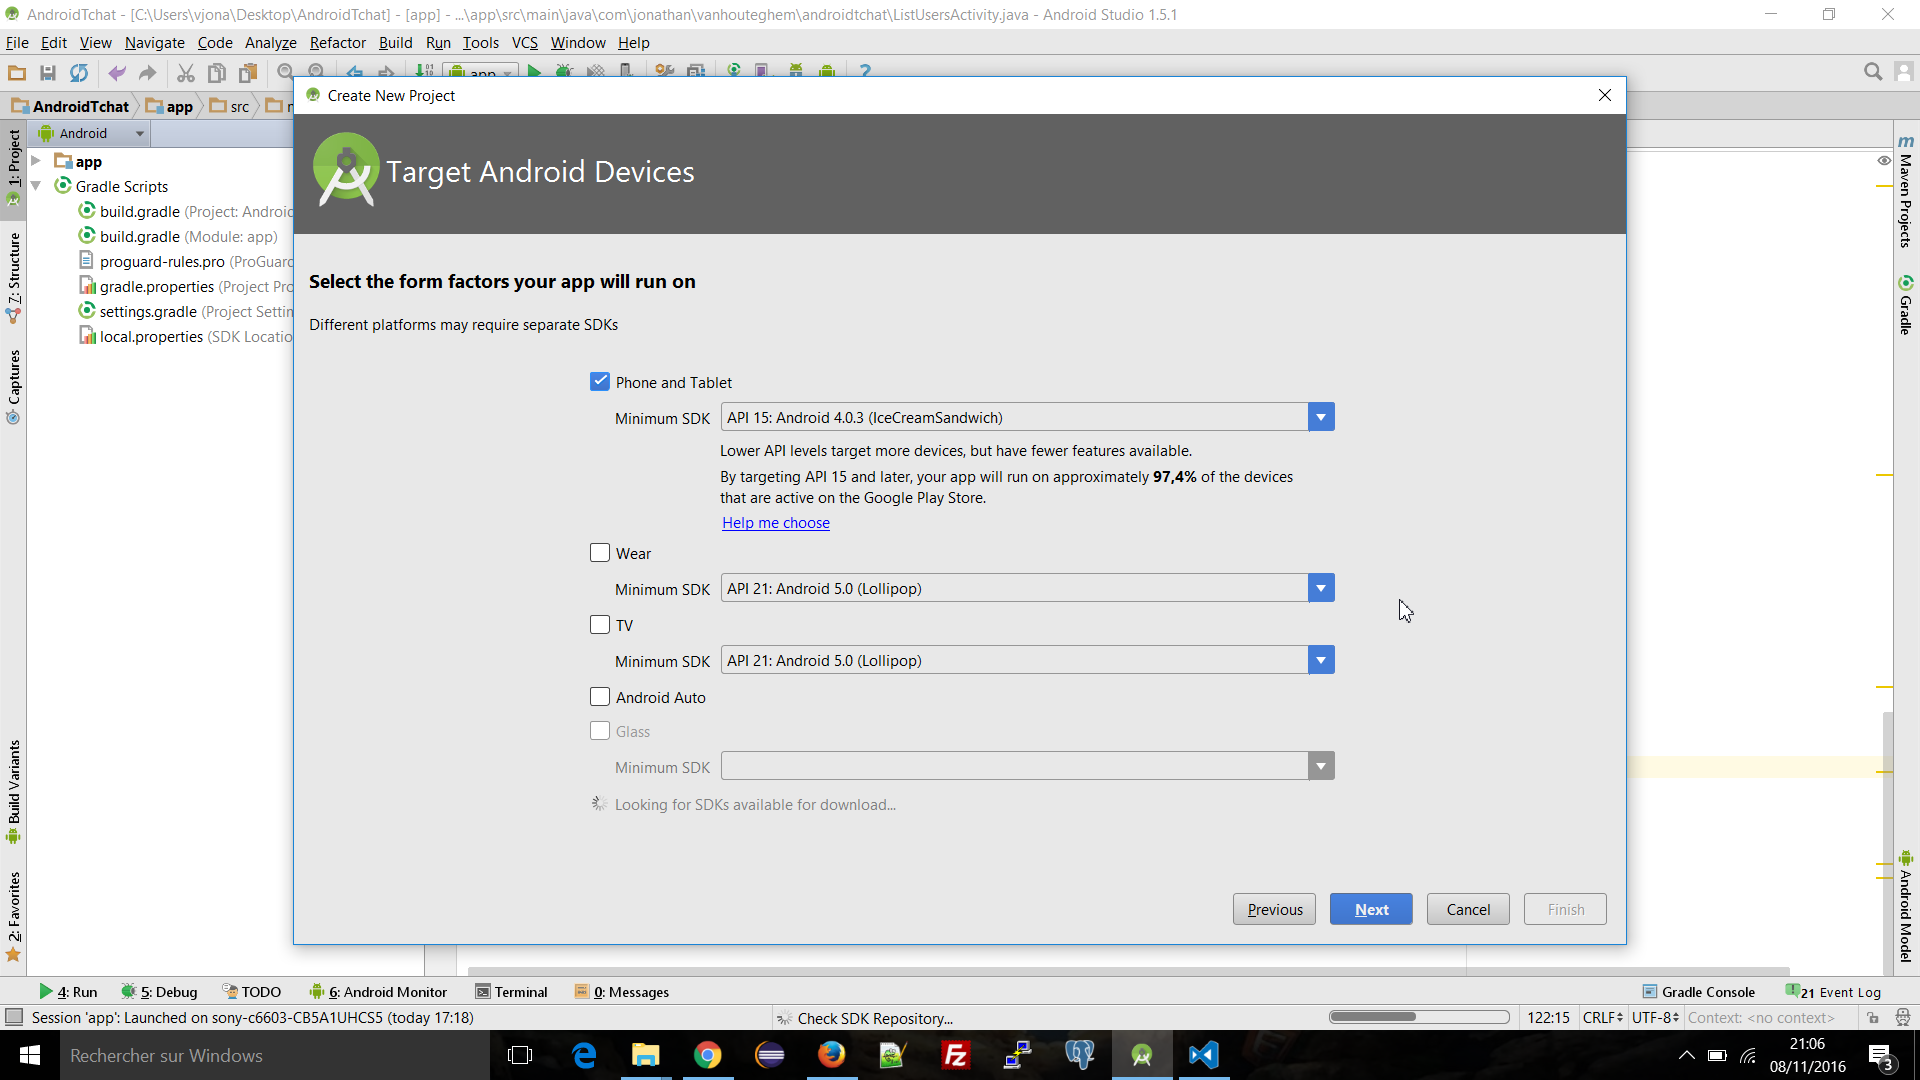 AndroidTchat - [C:\Users\vjona\Desktop\AndroidTchat] - [app] - ...\app\src\main\java\com\jonathan\vanhouteghem\androidtchat\ListUsersActivity.java - Android Studio 1.5.1
File Edit View Navigate Code Analyze Refactor Build Run Tools VCS Window Help
app
AndroidTchat app src
Create New Project
Android
1: Project
7: Structure
Captures
Build Variants
2: Favorites
app
Gradle Scripts
build.gradle (Project: Android
build.gradle (Module: app)
proguard-rules.pro (ProGuard
gradle.properties (Project Pro
settings.gradle (Project Settin
local.properties (SDK Locatio
Target Android Devices
Select the form factors your app will run on
Different platforms may require separate SDKs
Phone and Tablet
Minimum SDK API 15: Android 4.0.3 (IceCreamSandwich)
Lower API levels target more devices, but have fewer features available.
By targeting API 15 and later, your app will run on approximately 97,4% of the devices
that are active on the Google Play Store.
Help me choose
Wear
Minimum SDK API 21: Android 5.0 (Lollipop)
TV
Minimum SDK API 21: Android 5.0 (Lollipop)
Android Auto
Glass
Minimum SDK
Looking for SDKs available for download...
Previous Next Cancel Finish
m Maven Projects
Gradle
Android Model
4: Run 5: Debug TODO 6: Android Monitor Terminal 0: Messages Gradle Console 21 Event Log
Session 'app': Launched on sony-c6603-CB5A1UHCS5 (today 17:18) Check SDK Repository... 122:15 CRLF UTF-8 Context: <no context>
Rechercher sur Windows
21:06
08/11/2016
3